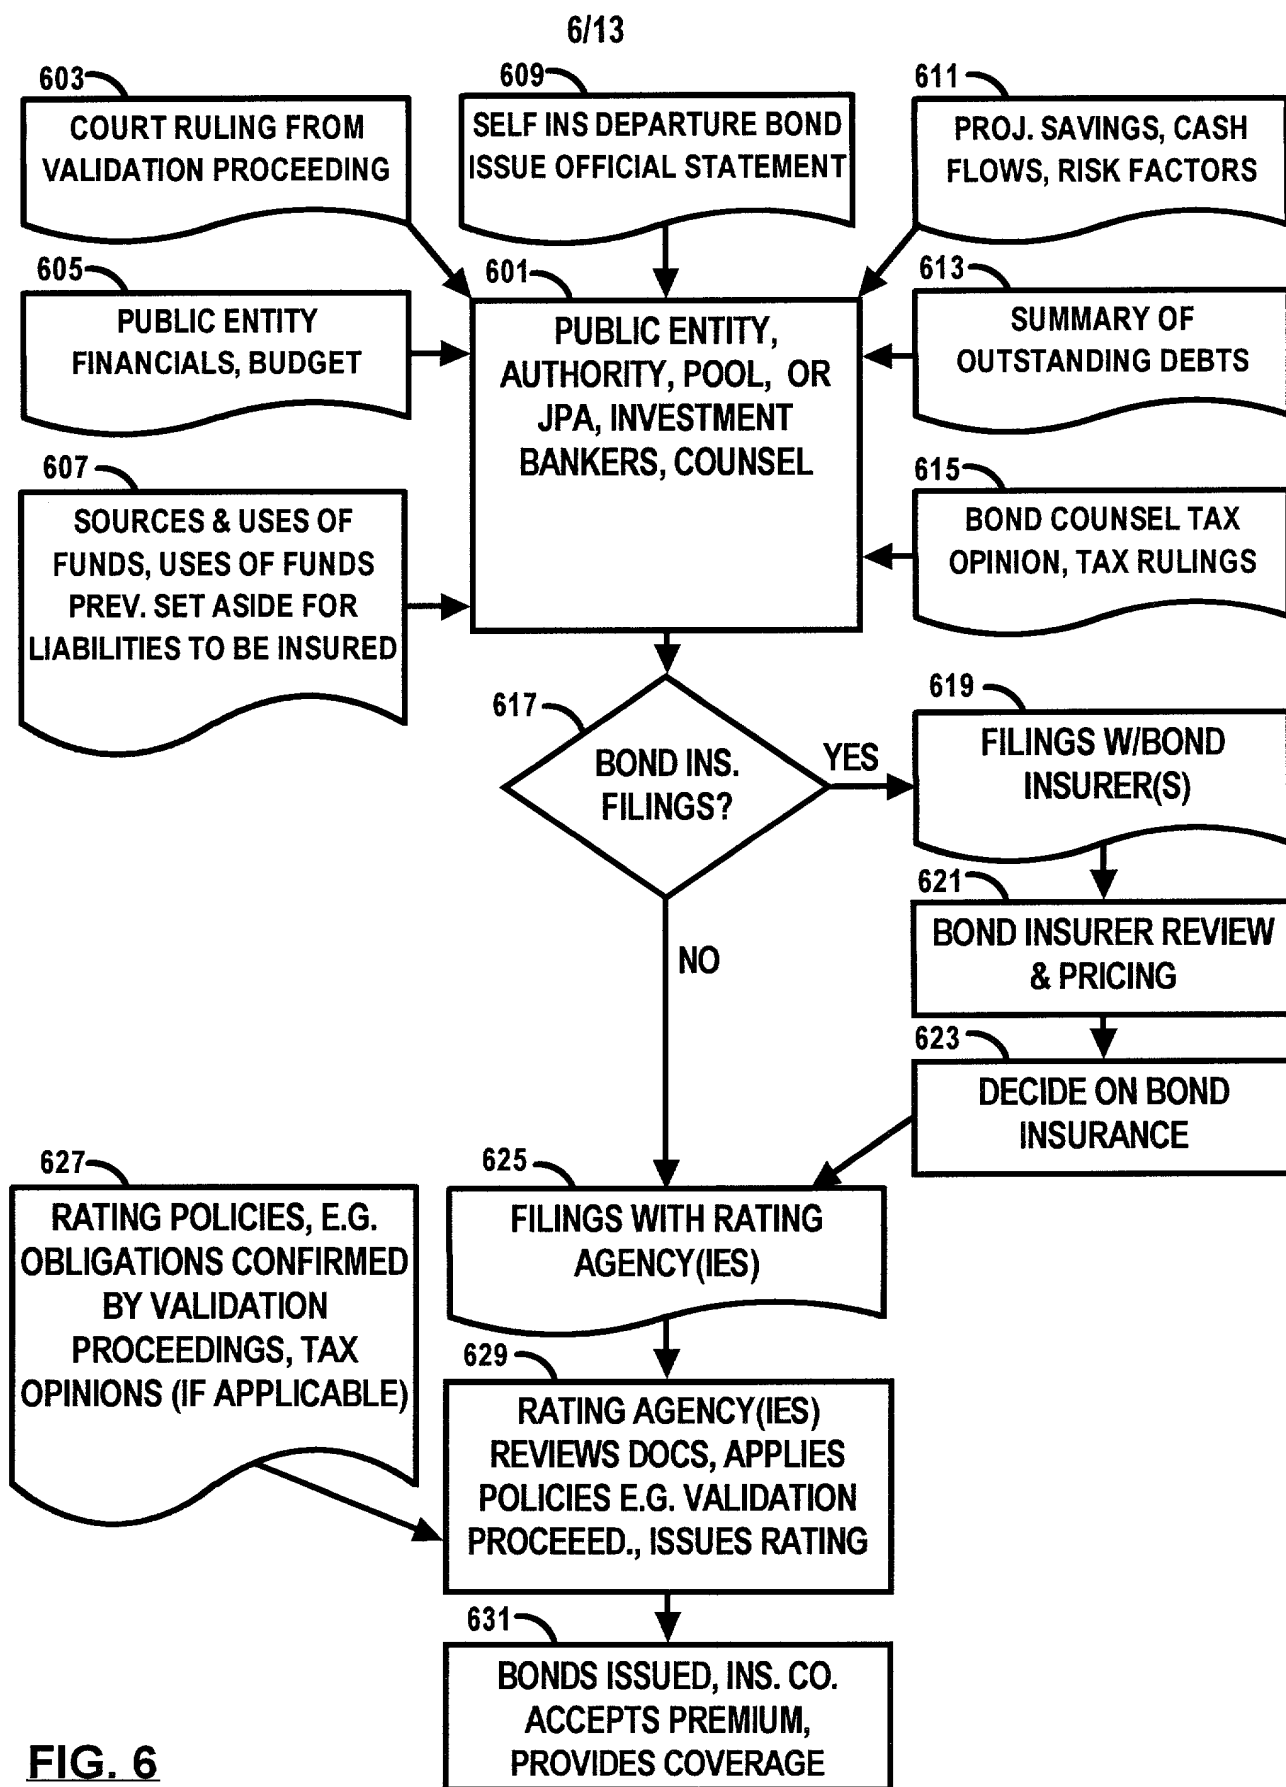 6/13
603
COURT RULING FROM
VALIDATION PROCEEDING
609
SELF INS DEPARTURE BOND
ISSUE OFFICIAL STATEMENT
611
PROJ. SAVINGS, CASH
FLOWS, RISK FACTORS
605
PUBLIC ENTITY
FINANCIALS, BUDGET
601
PUBLIC ENTITY,
AUTHORITY, POOL, OR
JPA, INVESTMENT
BANKERS, COUNSEL
613
SUMMARY OF
OUTSTANDING DEBTS
607
SOURCES & USES OF
FUNDS, USES OF FUNDS
PREV. SET ASIDE FOR
LIABILITIES TO BE INSURED
615
BOND COUNSEL TAX
OPINION, TAX RULINGS
617
BOND INS.
FILINGS?
YES
NO
619
FILINGS W/BOND
INSURER(S)
621
BOND INSURER REVIEW
& PRICING
623
DECIDE ON BOND
INSURANCE
625
FILINGS WITH RATING
AGENCY(IES)
627
RATING POLICIES, E.G.
OBLIGATIONS CONFIRMED
BY VALIDATION
PROCEEDINGS, TAX
OPINIONS (IF APPLICABLE)
629
RATING AGENCY(IES)
REVIEWS DOCS, APPLIES
POLICIES E.G. VALIDATION
PROCEEED., ISSUES RATING
631
BONDS ISSUED, INS. CO.
ACCEPTS PREMIUM,
PROVIDES COVERAGE
FIG. 6